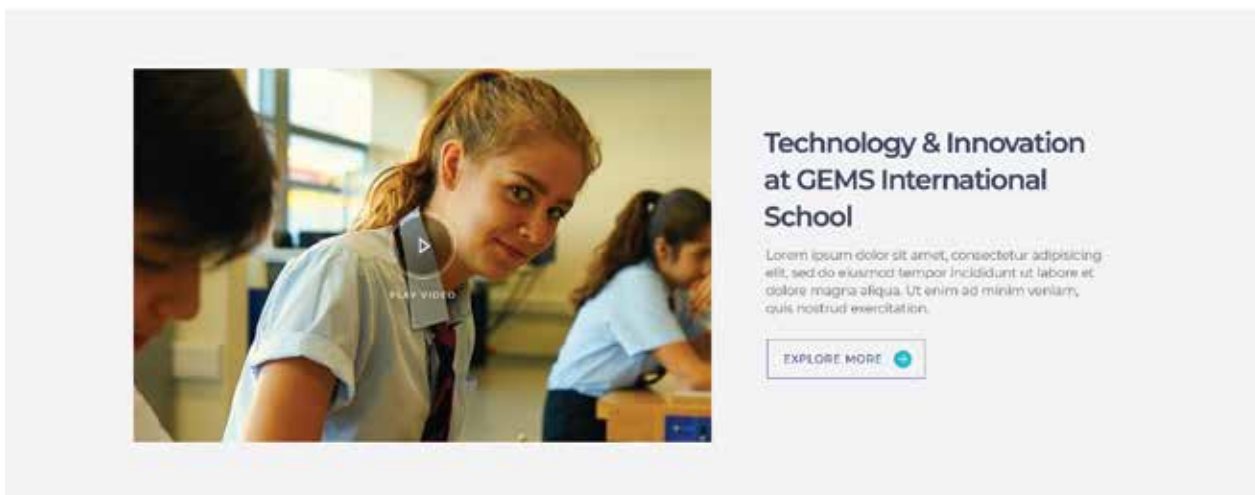 PLAY VIDEO
Technology & Innovation
at GEMS International
School
Lorem ipsum dolor sit amet, consectetur adipisicing
elit, sed do eiusmod tempor incididunt ut labore et
dolore magna aliqua. Ut enim ad minim veniam,
quis nostrud exercitation.
EXPLORE MORE